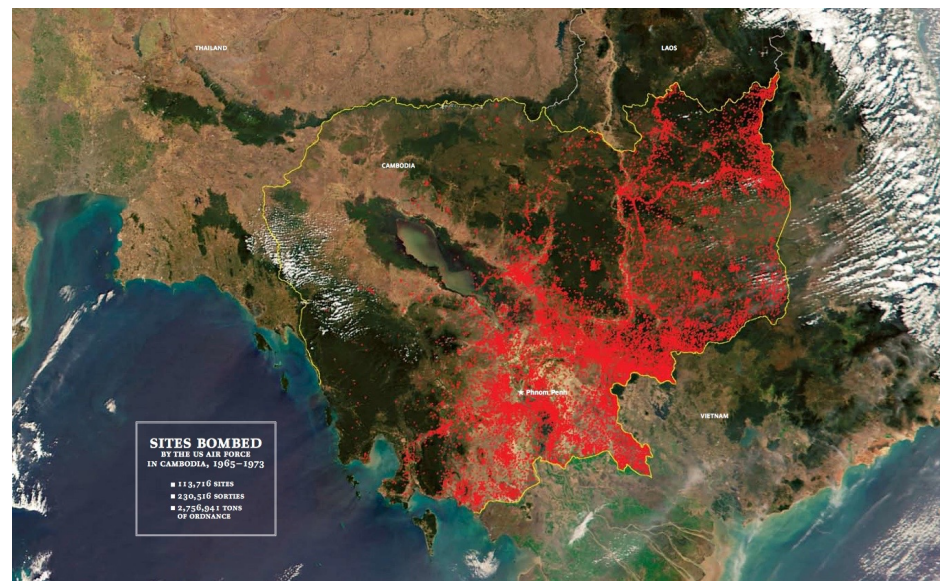 THAILAND
LAOS
CAMBODIA
Phnom Penh
VIETNAM
SITES BOMBED
BY THE US AIR FORCE
IN CAMBODIA, 1965–1973
■ 113,716 SITES
■ 230,516 SORTIES
■ 2,756,941 TONS
OF ORDNANCE